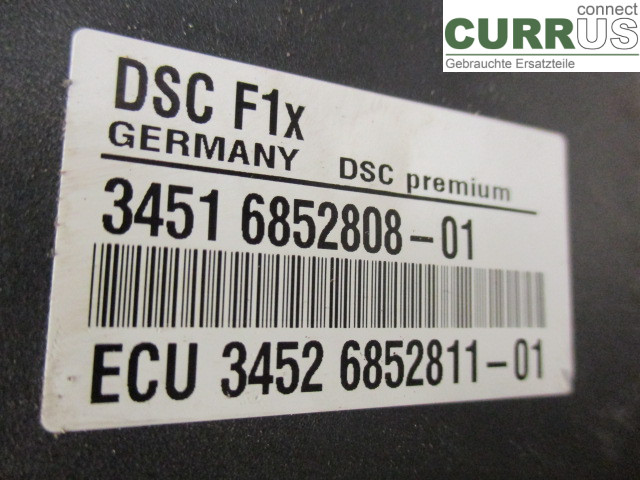 connect
CURRUS
Gebrauchte Ersatzteile
DSC F1x
GERMANY DSC premium
3451 6852808-01
ECU 3452 6852811-01